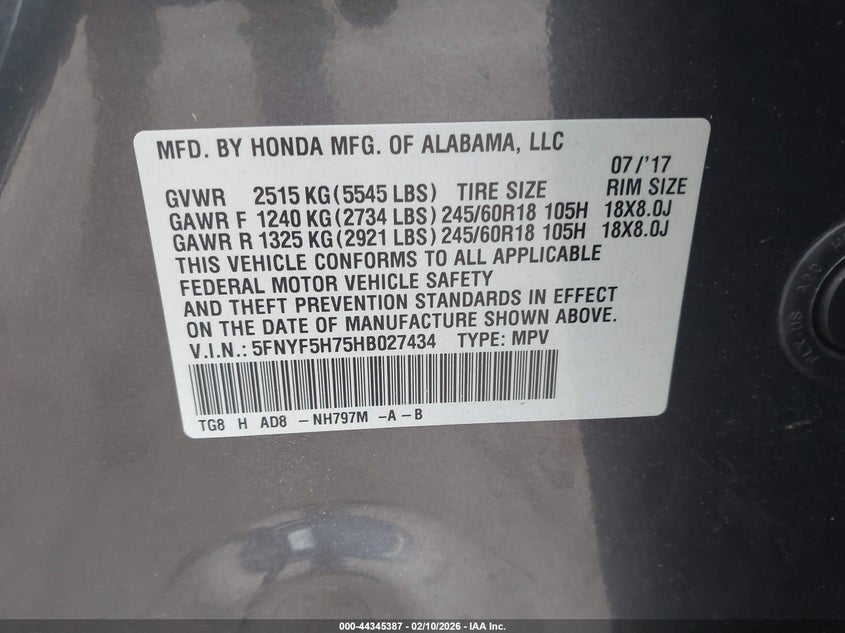 MFD. BY HONDA MFG. OF ALABAMA, LLC
07/'17
GVWR 2515 KG (5545 LBS) TIRE SIZE RIM SIZE
GAWR F 1240 KG (2734 LBS) 245/60R18 105H 18X8.0J
GAWR R 1325 KG (2921 LBS) 245/60R18 105H 18X8.0J
THIS VEHICLE CONFORMS TO ALL APPLICABLE
FEDERAL MOTOR VEHICLE SAFETY
AND THEFT PREVENTION STANDARDS IN EFFECT
ON THE DATE OF MANUFACTURE SHOWN ABOVE.
V.I.N.: 5FNYF5H75HB027434 TYPE: MPV
TG8 H AD8 - NH797M -A-B
000-44345387 - 02/10/2026 - IAA Inc.